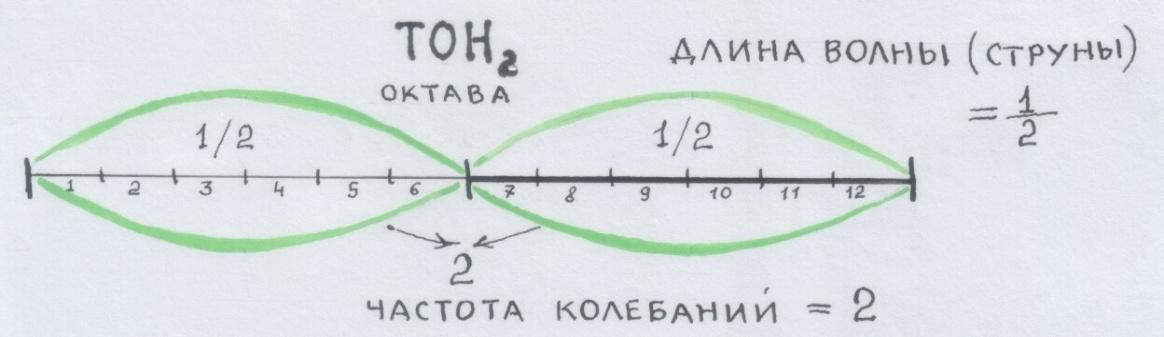 ТОН₂
ОКТАВА
ДЛИНА ВОЛНЫ (СТРУНЫ)
= 1/2
1/2 1/2
1 2 3 4 5 6 7 8 9 10 11 12
2
ЧАСТОТА КОЛЕБАНИЙ = 2